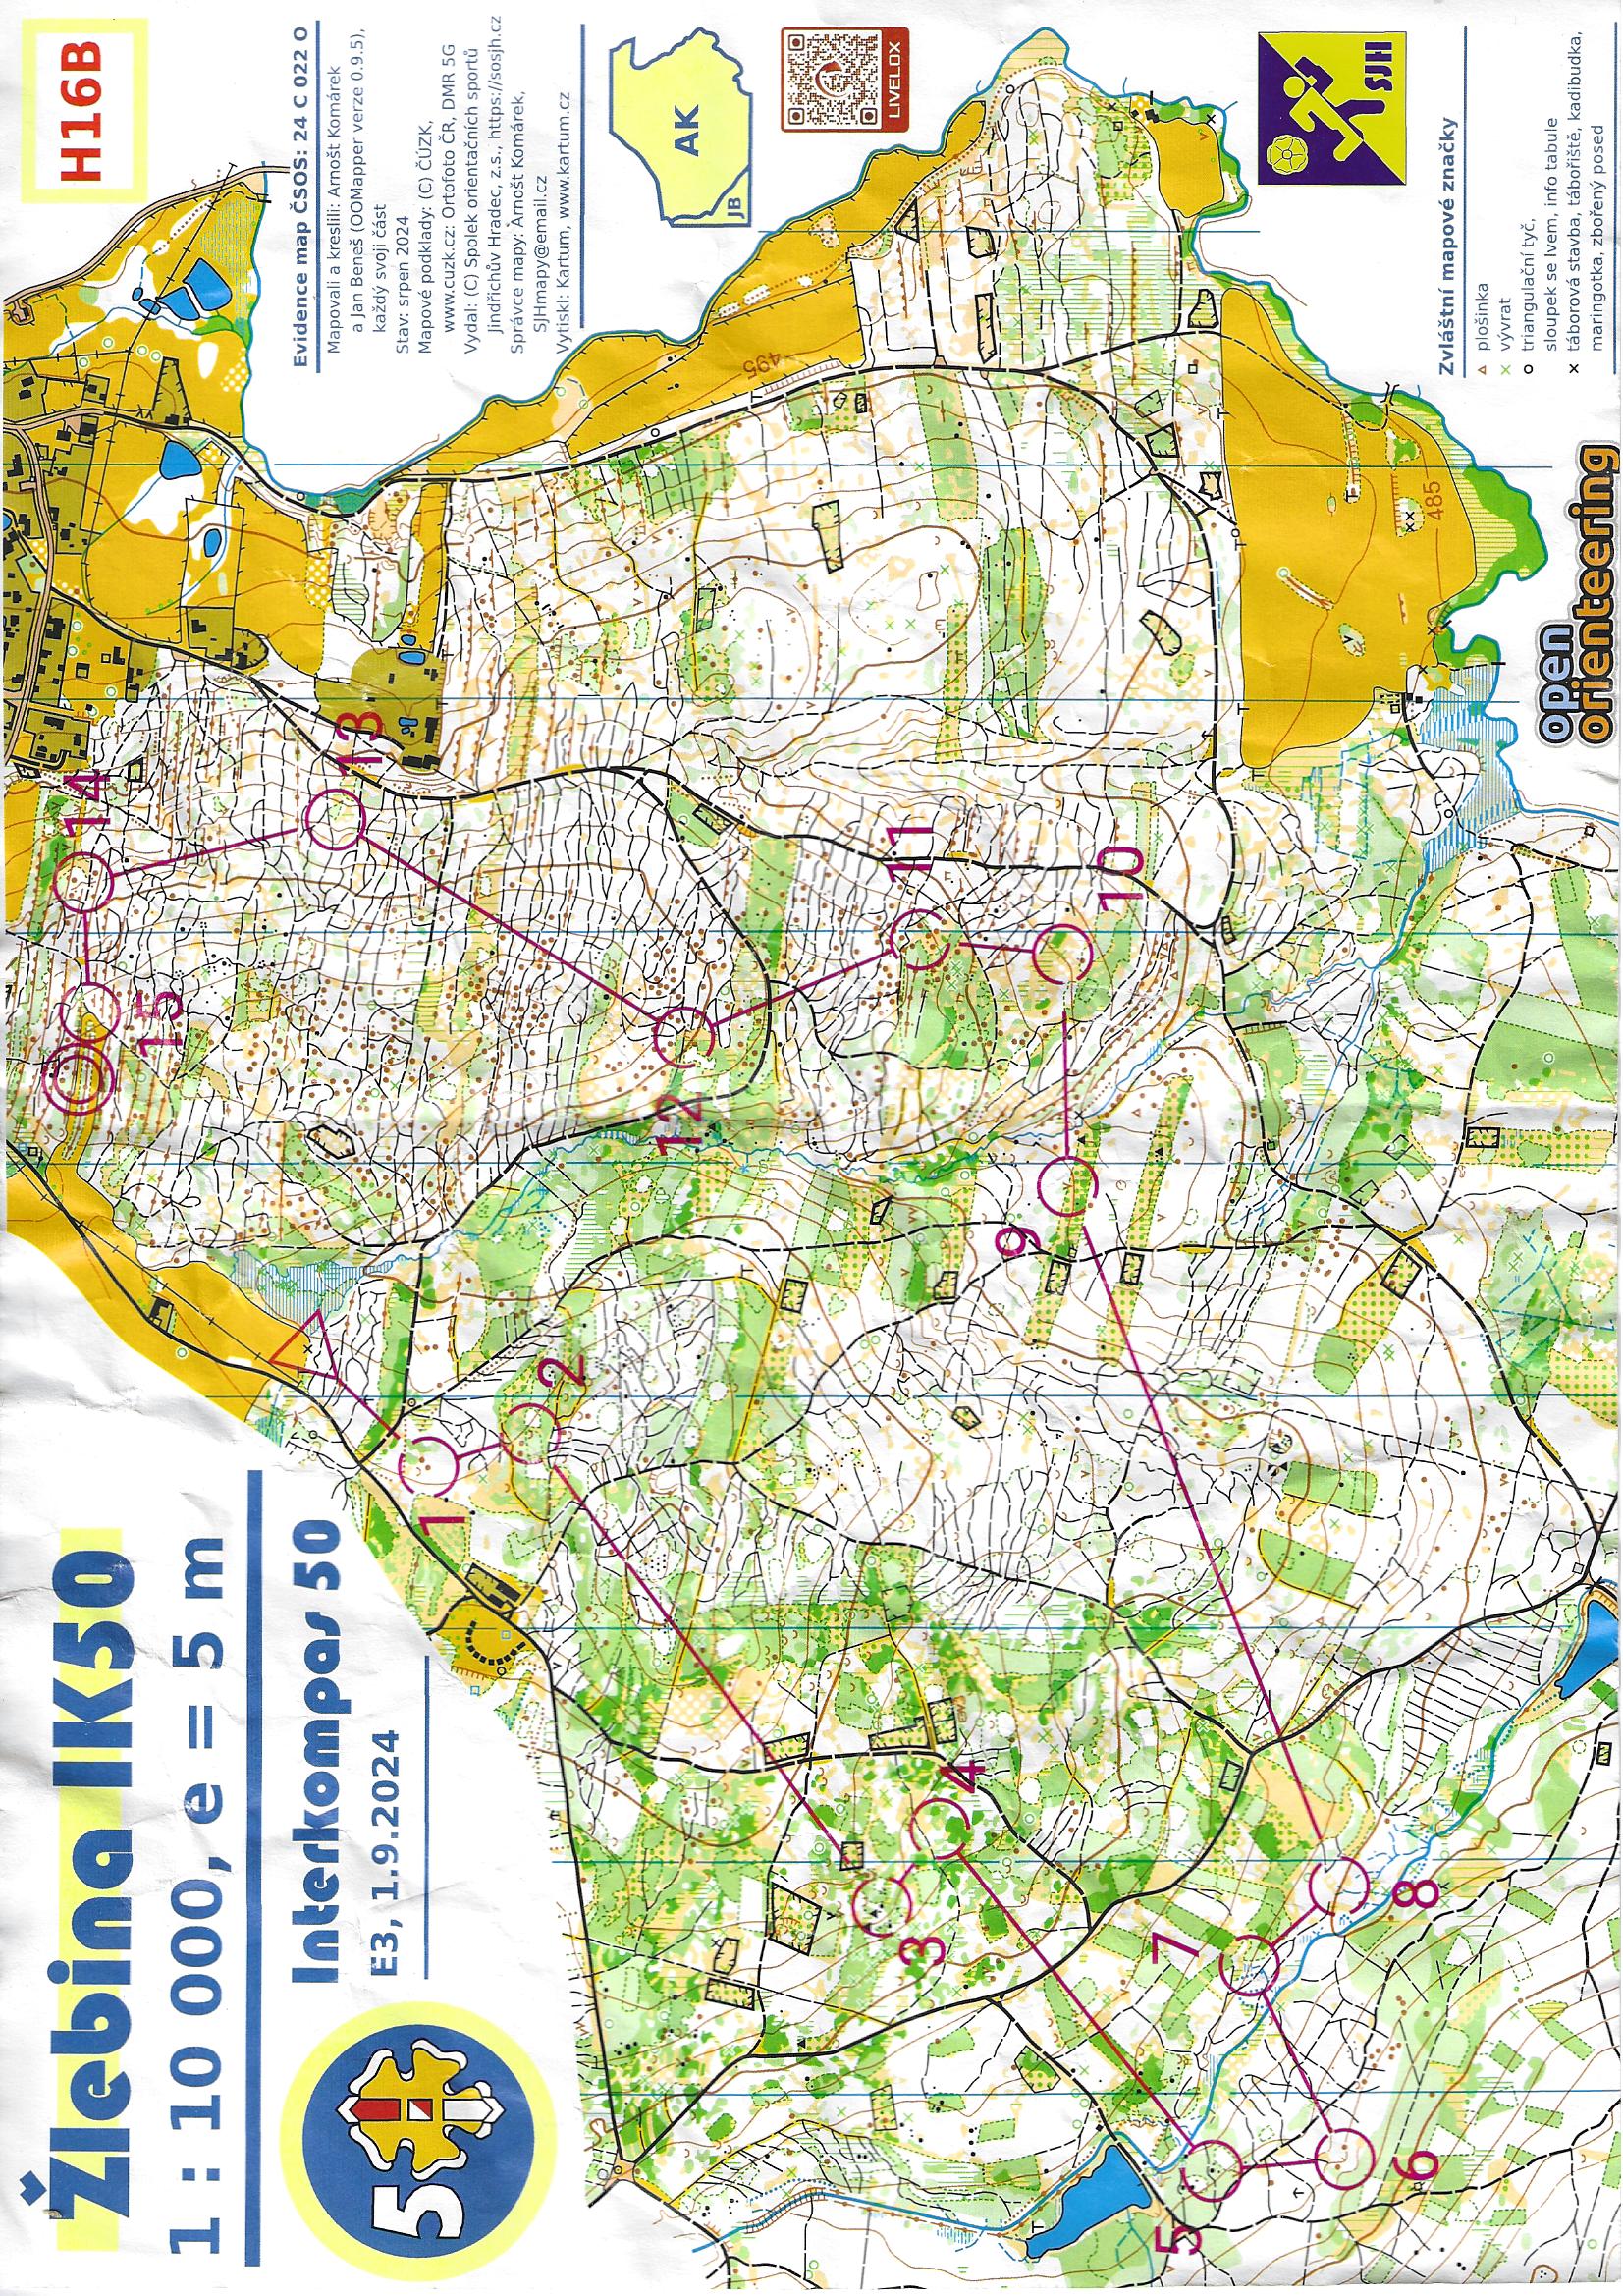 Žlebina IK50
1 : 10 000, e = 5 m
5
Interkompas 50
E3, 1.9.2024
H16B
Evidence map ČSOS: 24 C 022 O
Mapovali a kreslili: Arnošt Komárek
a Jan Beneš (OOMapper verze 0.9.5),
každý svoji část
Stav: srpen 2024
Mapové podklady: (C) ČÚZK,
www.cuzk.cz: Ortofoto ČR, DMR 5G
Vydal: (C) Spolek orientačních sportů
Jindřichův Hradec, z.s., https://sosjh.cz
Správce mapy: Arnošt Komárek,
SJHmapy@email.cz
Vytiskl: Kartum, www.kartum.cz
AK
JB
LIVELOX
SJH
14
15
13
1
2
12
3
4
11
9
10
5
7
6
8
495
485
open
orienteering
Zvláštní mapové značky
plošinka
vývrat
triangulační tyč,
sloupek se lvem, info tabule
táborová stavba, tábořiště, kadibudka,
maringotka, zbořený posed